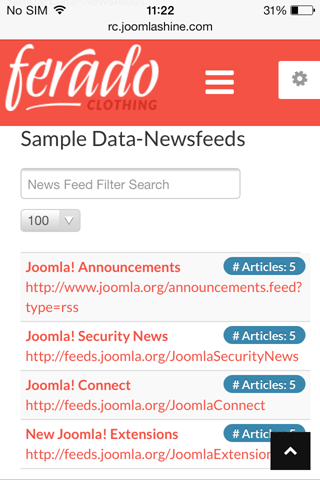 No SIM 11:22 31%
rc.joomlashine.com
ferado
CLOTHING
Sample Data-Newsfeeds
News Feed Filter Search
100
Joomla! Announcements # Articles: 5
http://www.joomla.org/announcements.feed?
type=rss
Joomla! Security News # Articles: 5
http://feeds.joomla.org/JoomlaSecurityNews
Joomla! Connect # Articles: 5
http://feeds.joomla.org/JoomlaConnect
New Joomla! Extensions # Articles: 5
http://feeds.joomla.org/JoomlaExtension